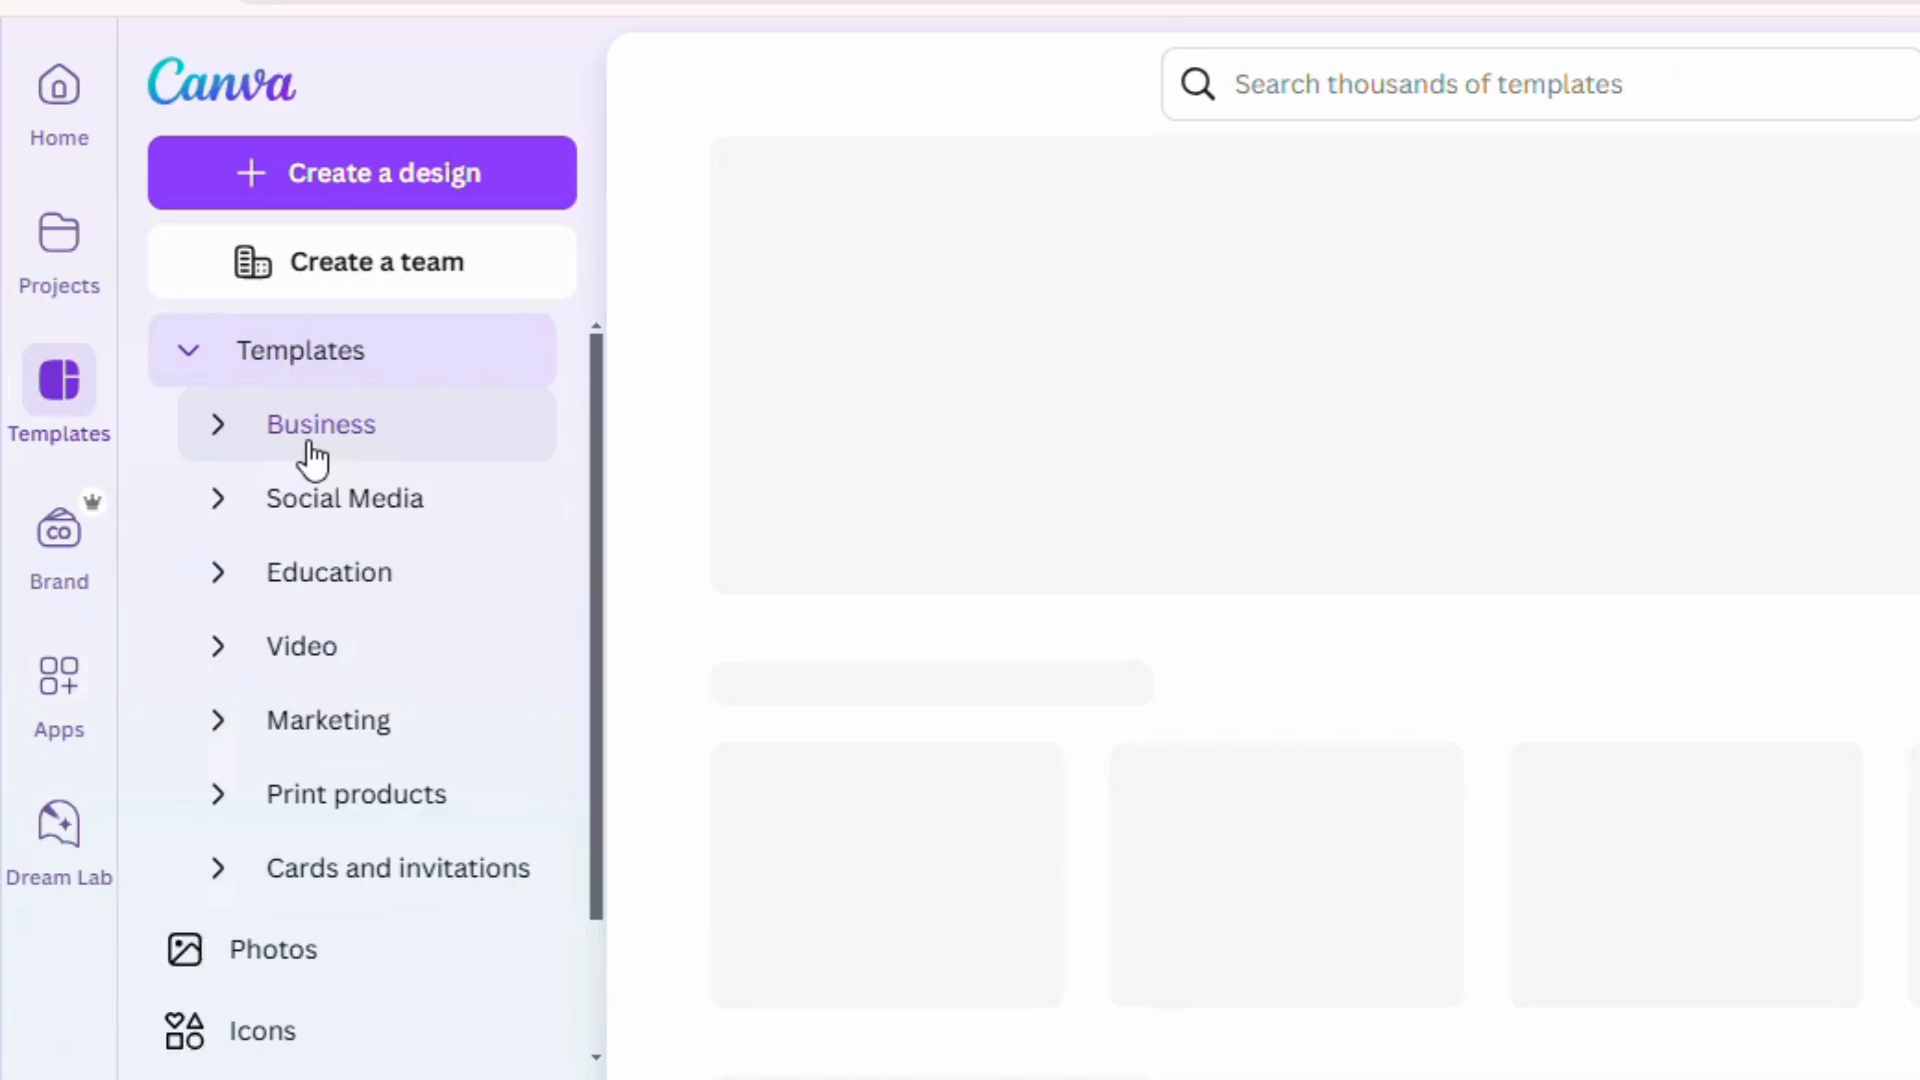 Home
Projects
Templates
Brand
CO
Apps
Dream Lab
Canva
Create a design
Create a team
Templates
Business
Social Media
Education
Video
Marketing
Print products
Cards and invitations
Photos
Icons
Search thousands of templates